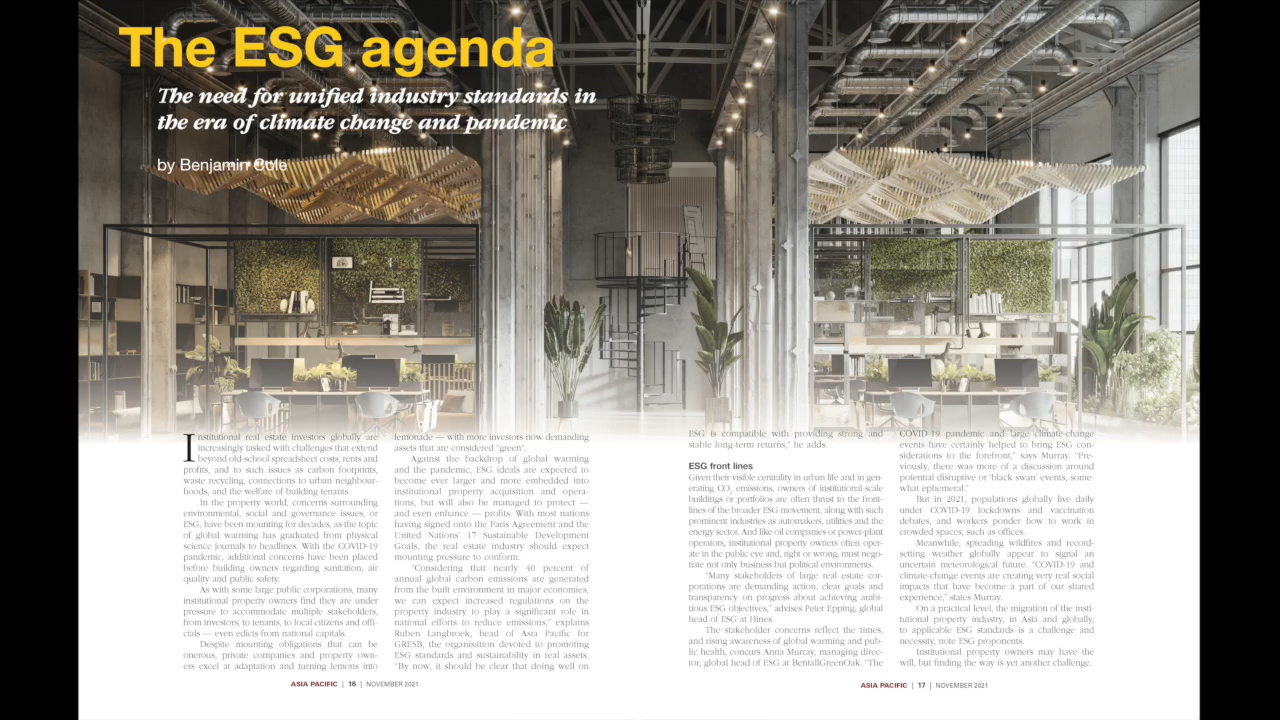 The ESG agenda
The need for unified industry standards in
the era of climate change and pandemic
by Benjamin Cole
Institutional real estate investors globally are
increasingly tasked with challenges that extend
beyond old-school spreadsheet costs, rents and
profits, and to such issues as carbon footprints,
waste recycling, connections to urban neighbour-
hoods, and the welfare of building tenants.
In the property world, concerns surrounding
environmental, social and governance issues, or
ESG, have been mounting for decades, as the topic
of global warming has graduated from physical
science journals to headlines. With the COVID-19
pandemic, additional concerns have been placed
before building owners regarding sanitation, air
quality and public safety.
As with some large public corporations, many
institutional property owners find they are under
pressure to accommodate multiple stakeholders,
from investors, to tenants, to local citizens and offi-
cials — even edicts from national capitals.
Despite mounting obligations that can be
onerous, private companies and property own-
ers excel at adaptation and turning lemons into
lemonade — with more investors now demanding
assets that are considered "green".
Against the backdrop of global warming
and the pandemic, ESG ideals are expected to
become ever larger and more embedded into
institutional property acquisition and opera-
tions, but will also be managed to protect —
and even enhance — profits. With most nations
having signed onto the Paris Agreement and the
United Nations' 17 Sustainable Development
Goals, the real estate industry should expect
mounting pressure to conform.
"Considering that nearly 40 percent of
annual global carbon emissions are generated
from the built environment in major economies,
we can expect increased regulations on the
property industry to play a significant role in
national efforts to reduce emissions," explains
Ruben Langbroek, head of Asia Pacific for
GRESB, the organisation devoted to promoting
ESG standards and sustainability in real assets.
"By now, it should be clear that doing well on
ASIA PACIFIC | 16 | NOVEMBER 2021
ESG is compatible with providing strong and
stable long-term returns," he adds.
ESG front lines
Given their visible centrality in urban life and in gen-
erating CO₂ emissions, owners of institutional-scale
buildings or portfolios are often thrust to the front-
lines of the broader ESG movement, along with such
prominent industries as automakers, utilities and the
energy sector. And like oil companies or power-plant
operators, institutional property owners often oper-
ate in the public eye and, right or wrong, must nego-
tiate not only business but political environments.
"Many stakeholders of large real estate cor-
porations are demanding action, clear goals and
transparency on progress about achieving ambi-
tious ESG objectives," advises Peter Epping, global
head of ESG at Hines.
The stakeholder concerns reflect the times,
and rising awareness of global warming and pub-
lic health, concurs Anna Murray, managing direc-
tor, global head of ESG at BentallGreenOak. "The
COVID-19 pandemic and large climate-change
events have certainly helped to bring ESG con-
siderations to the forefront," says Murray. "Pre-
viously, there was more of a discussion around
potential disruptive or 'black swan' events, some-
what ephemeral."
But in 2021, populations globally live daily
under COVID-19 lockdowns and vaccination
debates, and workers ponder how to work in
crowded spaces, such as offices.
Meanwhile, spreading wildfires and record-
setting weather globally appear to signal an
uncertain meteorological future. "COVID-19 and
climate-change events are creating very real social
impacts that have become a part of our shared
experience," states Murray.
On a practical level, the migration of the insti-
tutional property industry, in Asia and globally,
to applicable ESG standards is a challenge and
necessity, note ESG proponents.
Institutional property owners may have the
will, but finding the way is yet another challenge.
ASIA PACIFIC | 17 | NOVEMBER 2021